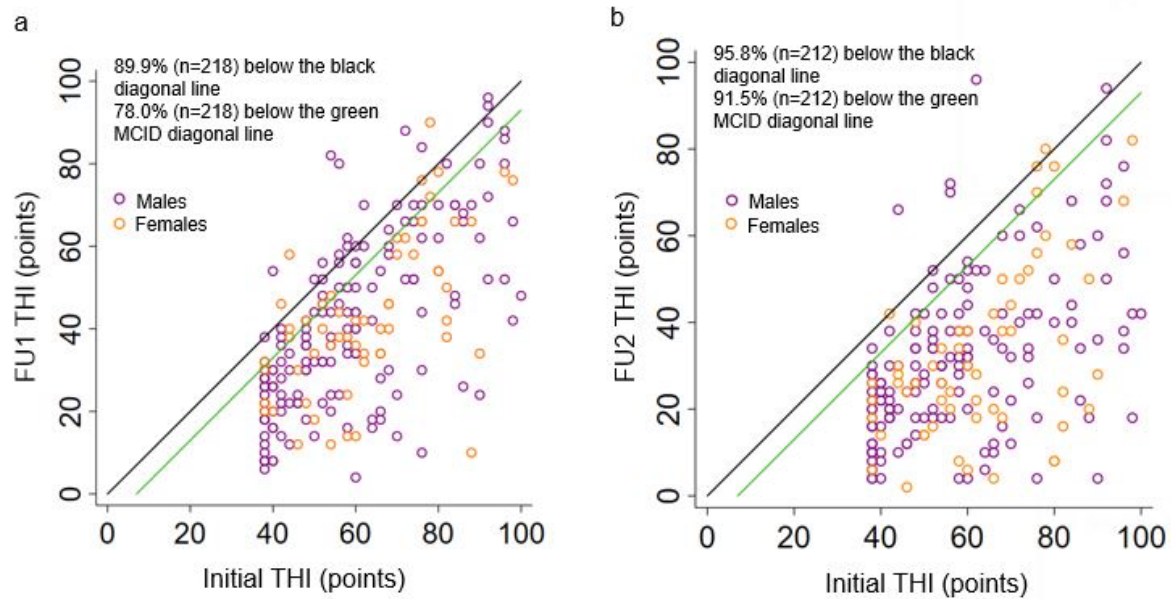 a
89.9% (n=218) below the black
diagonal line
78.0% (n=218) below the green
MCID diagonal line
Males
Females
100
80
60
40
20
0
FU1 THI (points)
0 20 40 60 80 100
Initial THI (points)
b
95.8% (n=212) below the black
diagonal line
91.5% (n=212) below the green
MCID diagonal line
Males
Females
100
80
60
40
20
0
FU2 THI (points)
0 20 40 60 80 100
Initial THI (points)